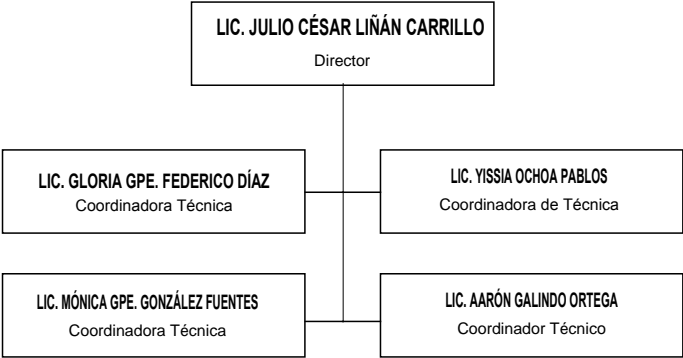 LIC. JULIO CÉSAR LIÑÁN CARRILLO
Director
LIC. GLORIA GPE. FEDERICO DÍAZ
Coordinadora Técnica
LIC. YISSIA OCHOA PABLOS
Coordinadora de Técnica
LIC. MÓNICA GPE. GONZÁLEZ FUENTES
Coordinadora Técnica
LIC. AARÓN GALINDO ORTEGA
Coordinador Técnico